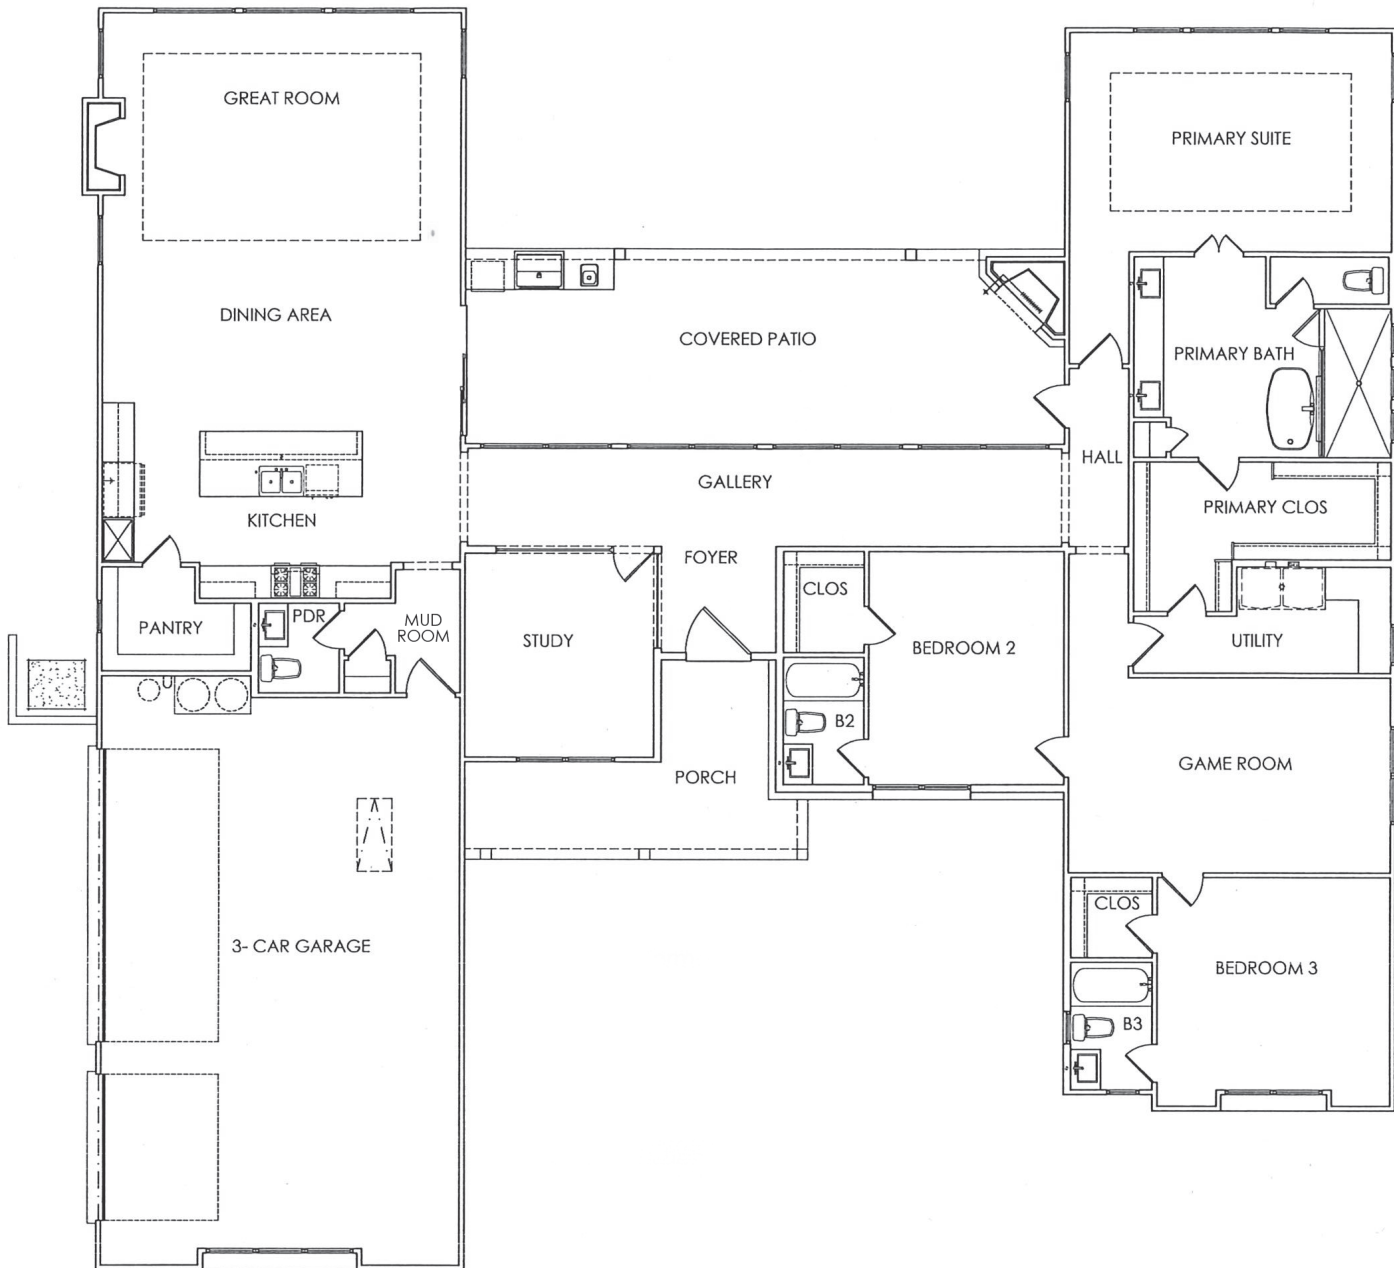 GREAT ROOM
PRIMARY SUITE
DINING AREA
COVERED PATIO
PRIMARY BATH
HALL
GALLERY
KITCHEN
PRIMARY CLOS
FOYER
CLOS
PDR
MUD
ROOM
PANTRY
STUDY
BEDROOM 2
UTILITY
B2
PORCH
GAME ROOM
CLOS
3- CAR GARAGE
BEDROOM 3
B3